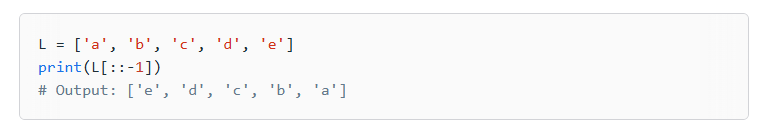 L = ['a', 'b', 'c', 'd', 'e']
print(L[::-1])
# Output: ['e', 'd', 'c', 'b', 'a']